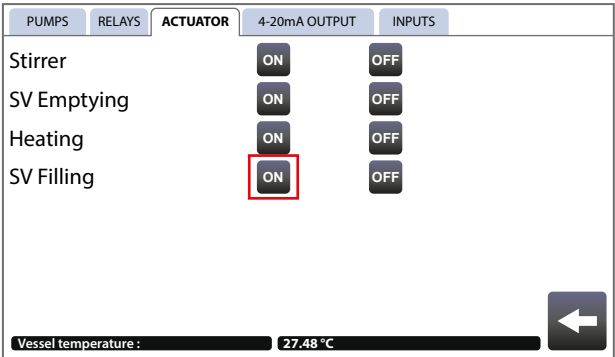 PUMPS RELAYS ACTUATOR 4-20mA OUTPUT INPUTS
Stirrer ON OFF
SV Emptying ON OFF
Heating ON OFF
SV Filling ON OFF
Vessel temperature : 27.48 °C